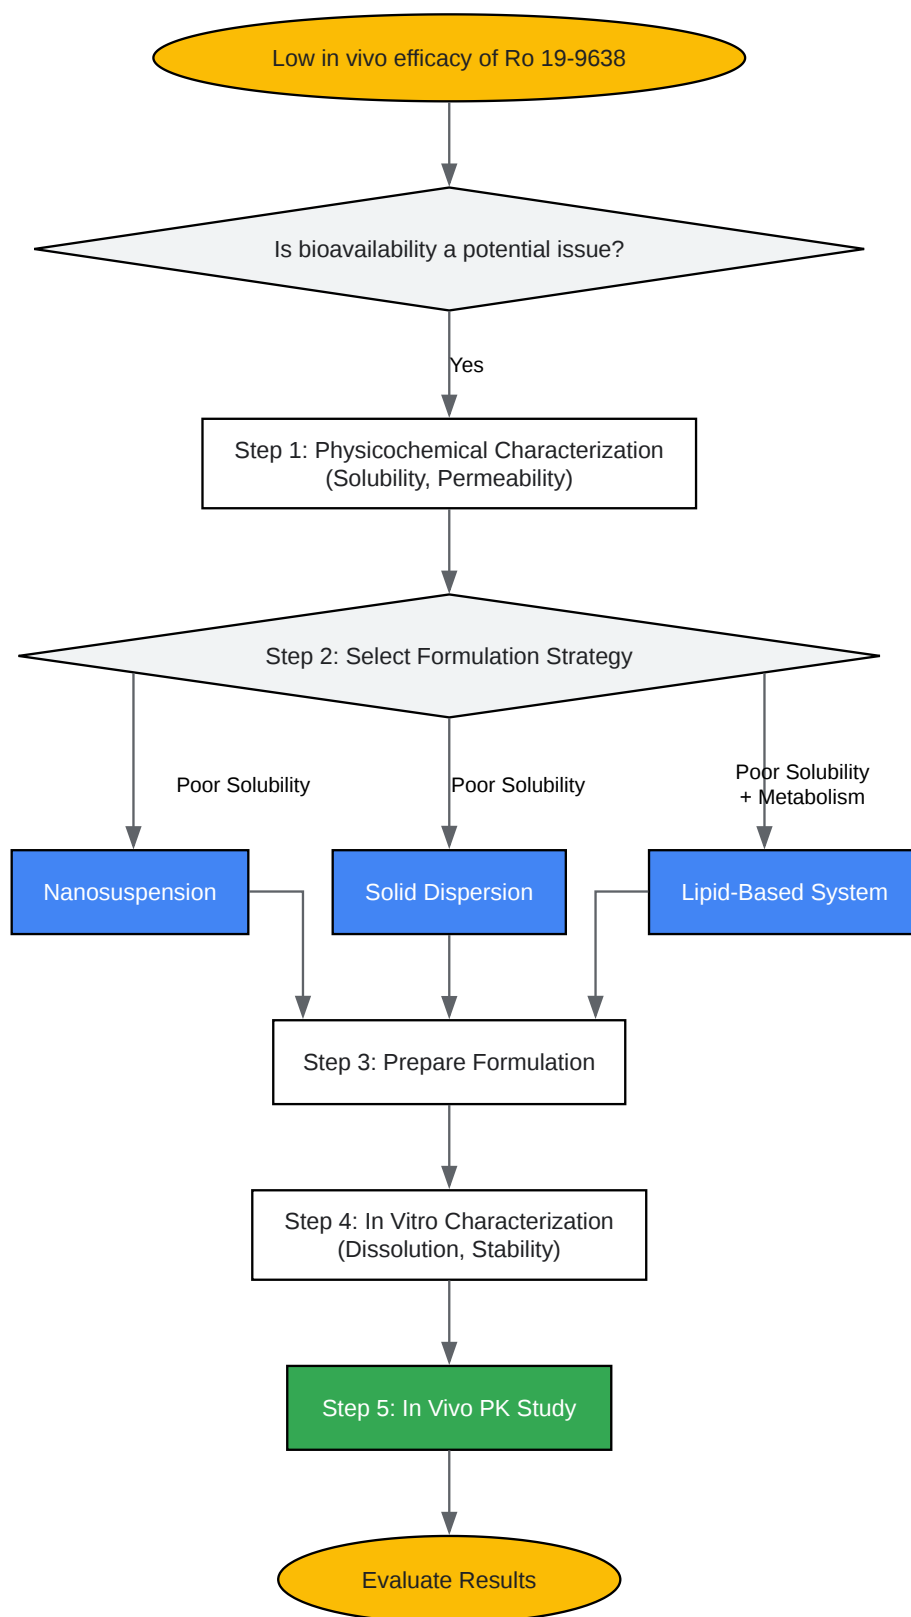 Low in vivo efficacy of Ro 19-9638
Is bioavailability a potential issue?
Yes
Step 1: Physicochemical Characterization
(Solubility, Permeability)
Step 2: Select Formulation Strategy
Poor Solubility
Poor Solubility
Poor Solubility
+ Metabolism
Nanosuspension
Solid Dispersion
Lipid-Based System
Step 3: Prepare Formulation
Step 4: In Vitro Characterization
(Dissolution, Stability)
Step 5: In Vivo PK Study
Evaluate Results